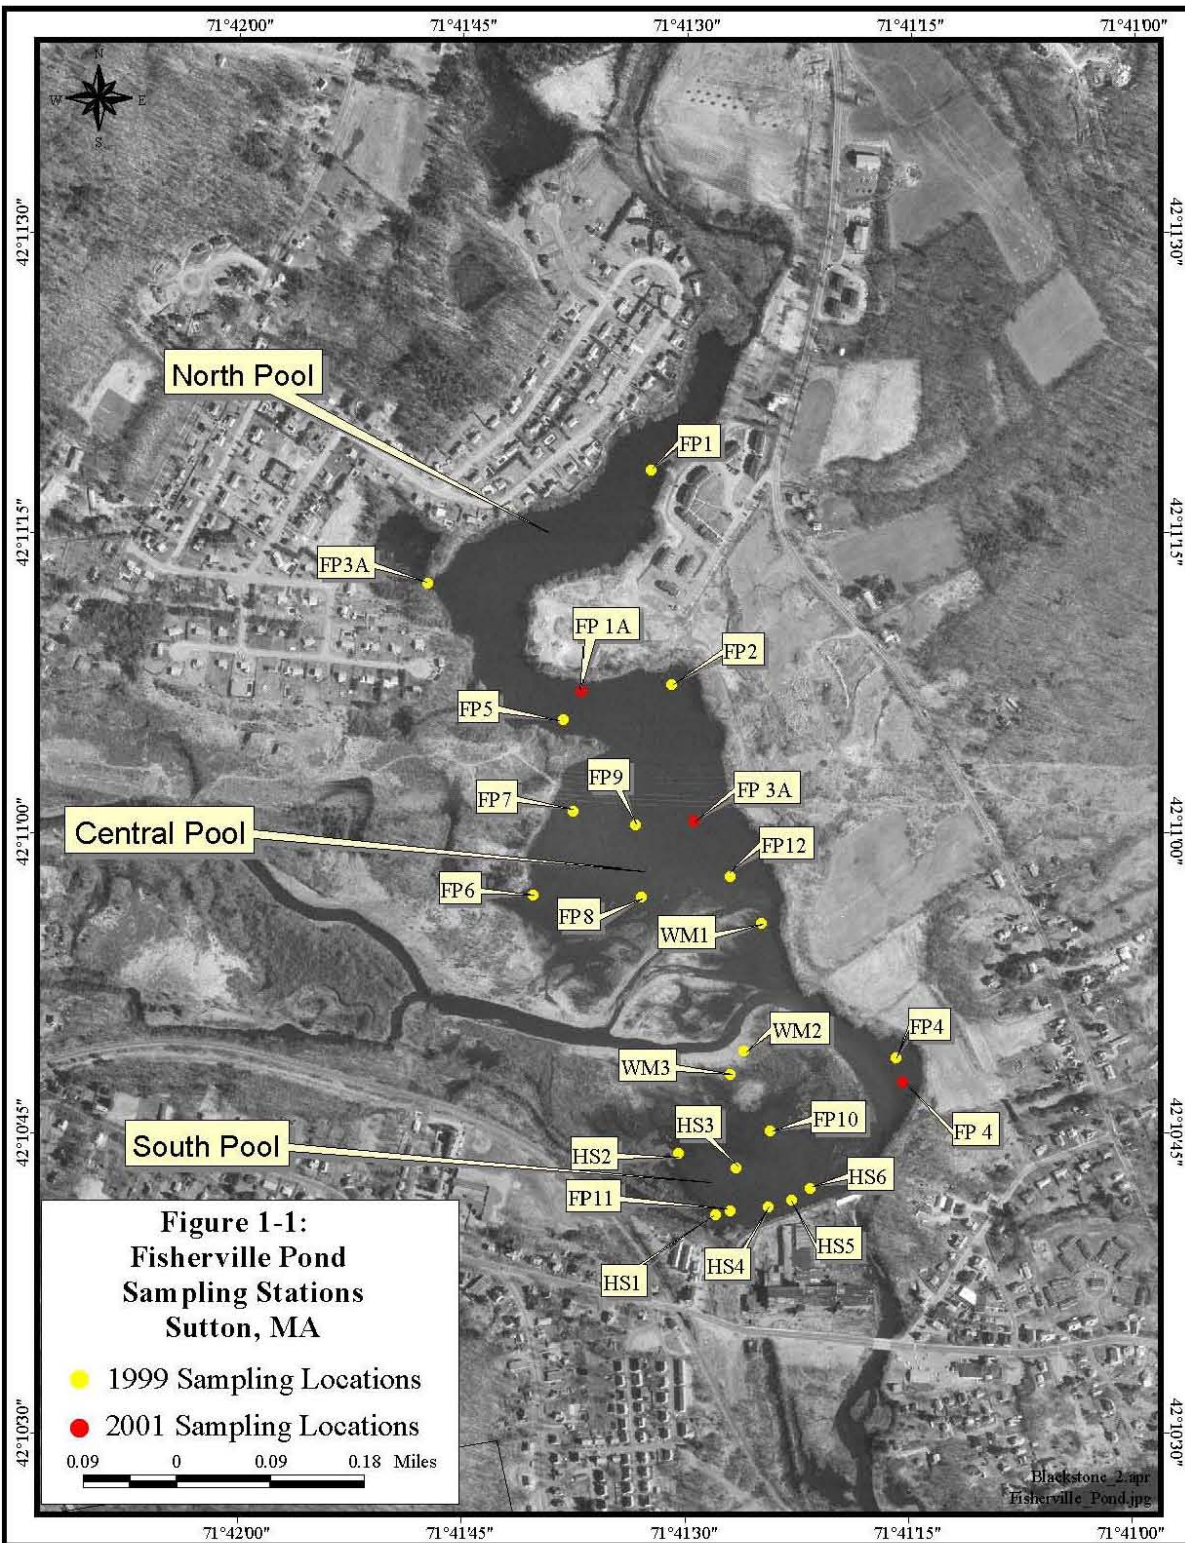 71°42'00" 71°41'45" 71°41'30" 71°41'15" 71°41'00"
N
W E
S
42°11'30" 42°11'30"
North Pool
FP1
42°11'15" 42°11'15"
FP3A
FP 1A
FP2
FP5
FP9
FP 3A
FP7
Central Pool
42°11'00" 42°11'00"
FP12
FP6
FP8
WM1
FP4
WM2
WM3
FP 4
FP10
HS3
42°10'45" 42°10'45"
South Pool
HS2
HS6
FP11
HS5
HS4
HS1
Figure 1-1:
Fisherville Pond
Sampling Stations
Sutton, MA
1999 Sampling Locations
2001 Sampling Locations
0.09 0 0.09 0.18 Miles
42°10'30" 42°10'30"
Blackstone_2.apr
Fisherville_Pond.jpg
71°42'00" 71°41'45" 71°41'30" 71°41'15" 71°41'00"